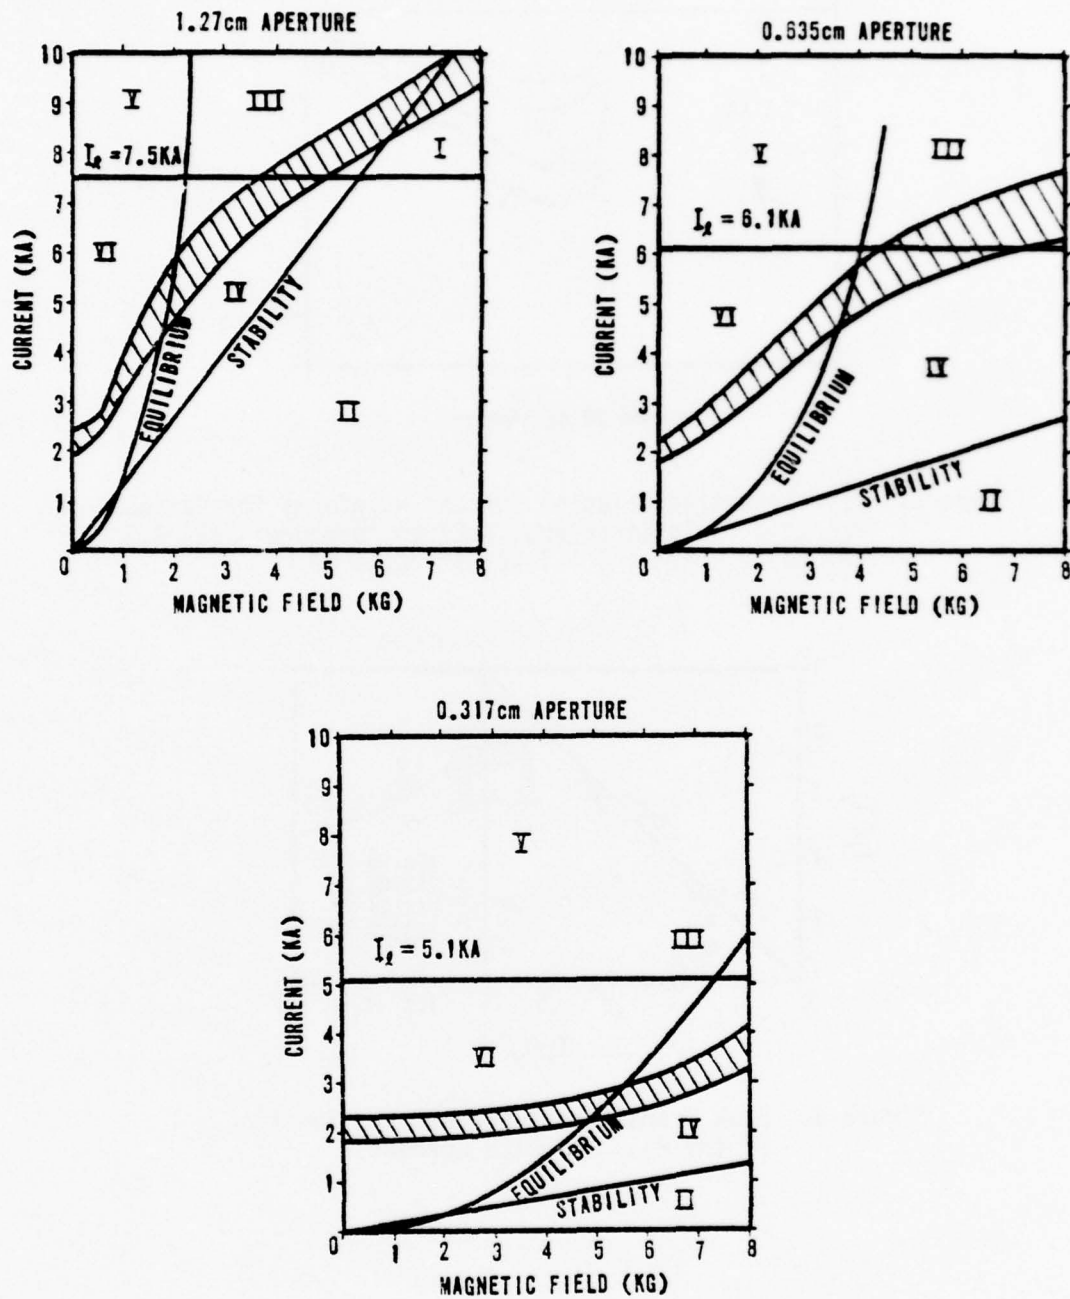 1.27cm APERTURE
10
9
8
7
6
5
4
3
2
1
0
1
2
3
4
5
6
7
8
CURRENT (KA)
MAGNETIC FIELD (KG)
V
III
I
Iℓ = 7.5KA
VI
IV
II
EQUILIBRIUM
STABILITY
0.635cm APERTURE
10
9
8
7
6
5
4
3
2
1
0
1
2
3
4
5
6
7
8
CURRENT (KA)
MAGNETIC FIELD (KG)
V
III
Iℓ = 6.1KA
VI
IV
II
EQUILIBRIUM
STABILITY
0.317cm APERTURE
10
9
8
7
6
5
4
3
2
1
0
1
2
3
4
5
6
7
8
CURRENT (KA)
MAGNETIC FIELD (KG)
V
III
Iℓ = 5.1KA
VI
IV
II
EQUILIBRIUM
STABILITY